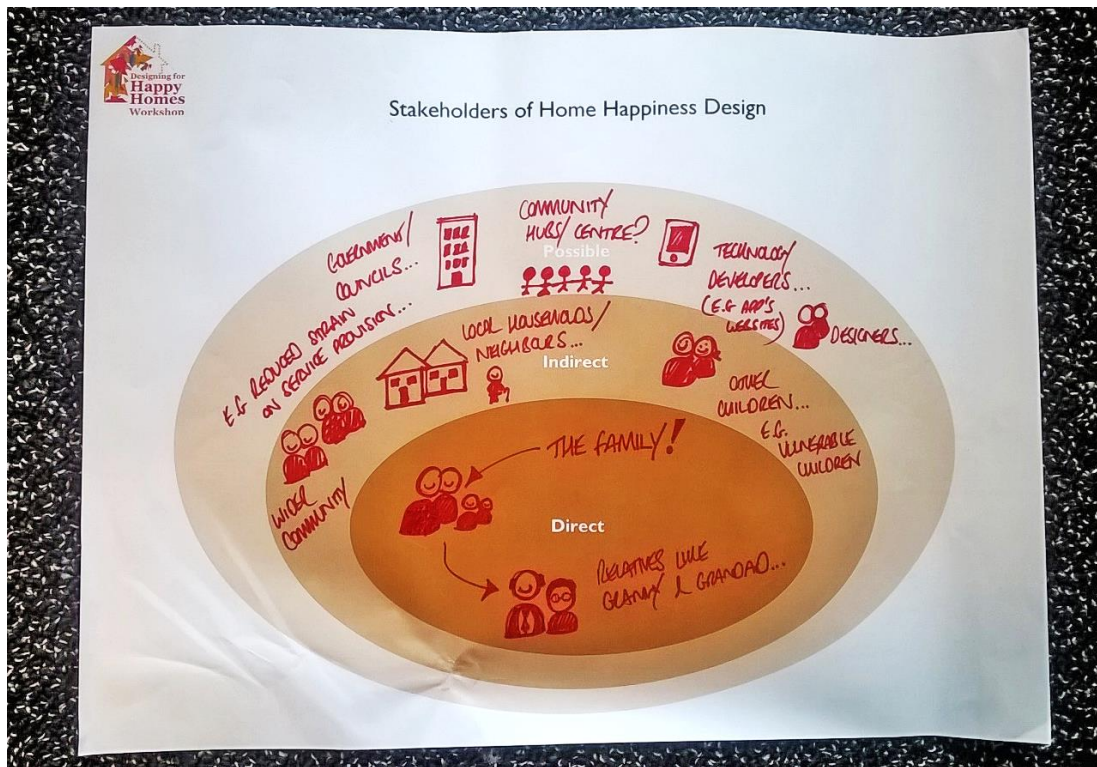 Designing for
Happy
Homes
Workshop
Stakeholders of Home Happiness Design
GOVERNMENT/
COUNCILS...
E.G REDUCED STRAIN
ON SERVICE PROVISION...
COMMUNITY
HUBS/ CENTRE?
Possible
TECHNOLOGY
DEVELOPERS...
(E.G APP'S
WEBSITES)
DESIGNERS...
LOCAL HOUSEHOLDS/
NEIGHBORS...
Indirect
OTHER
CHILDREN...
E.G.
VULNERABLE
CHILDREN
WIDER
COMMUNITY
THE FAMILY!
Direct
RELATIVES LIKE
GRANNY & GRANDAD...